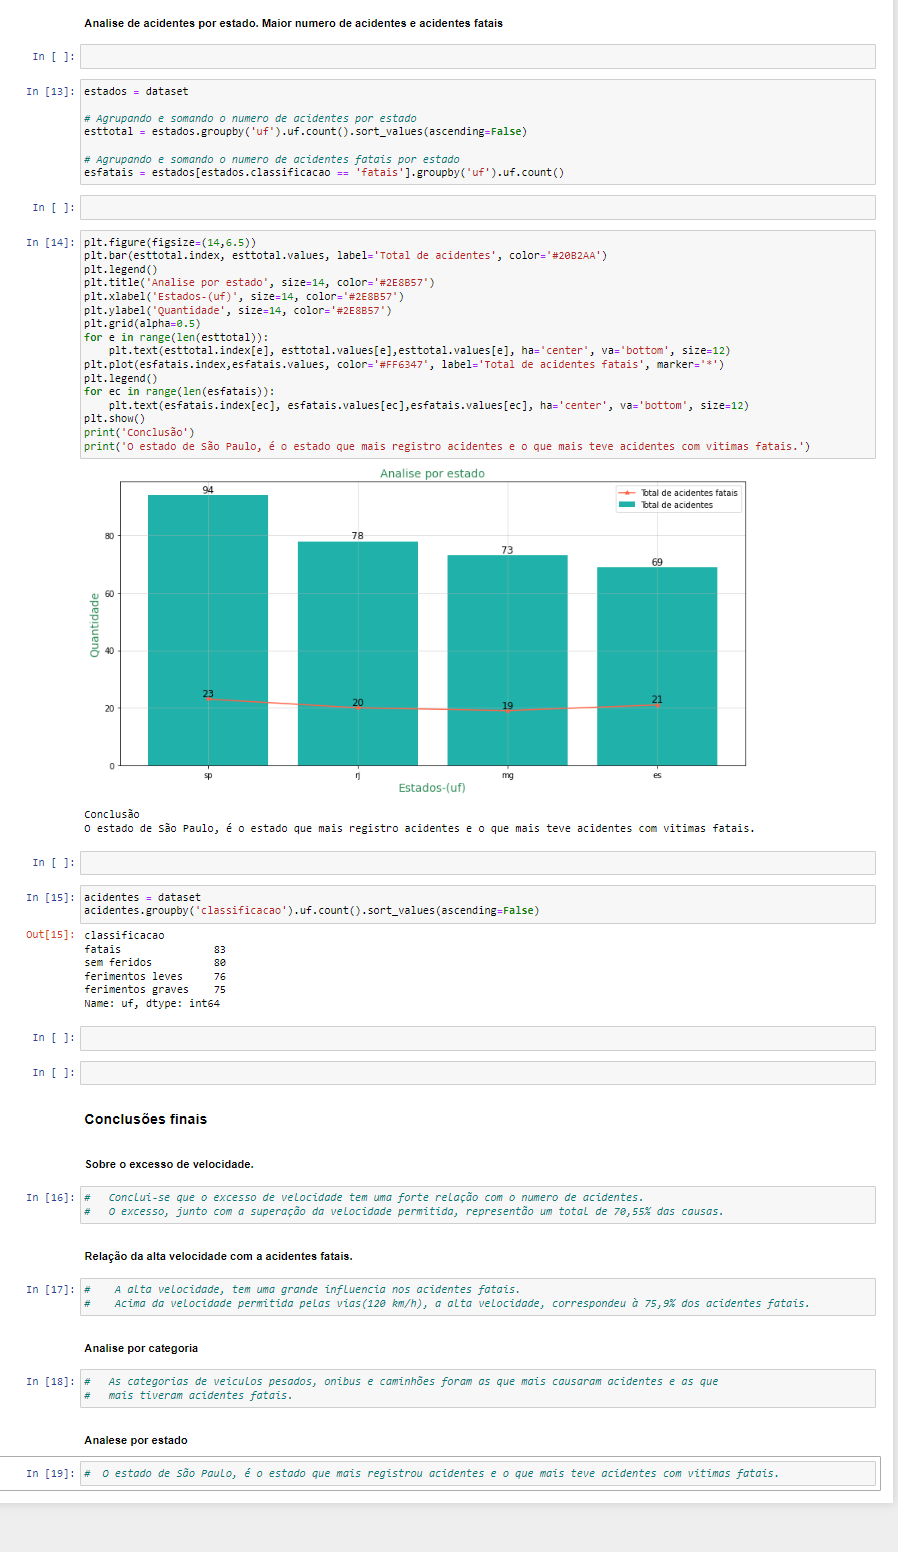 Analise de acidentes por estado. Maior numero de acidentes e acidentes fatais
In [ ]:
In [13]: estados = dataset
# Agrupando e somando o numero de acidentes por estado
esttotal = estados.groupby('uf').uf.count().sort_values(ascending=False)
# Agrupando e somando o numero de acidentes fatais por estado
esfatais = estados[estados.classificacao == 'fatais'].groupby('uf').uf.count()
In [ ]:
In [14]: plt.figure(figsize=(14,6.5))
plt.bar(esttotal.index, esttotal.values, label='Total de acidentes', color='#20B2AA')
plt.legend()
plt.title('Analise por estado', size=14, color='#2E8B57')
plt.xlabel('Estados-(uf)', size=14, color='#2E8B57')
plt.ylabel('Quantidade', size=14, color='#2E8B57')
plt.grid(alpha=0.5)
for e in range(len(esttotal)):
    plt.text(esttotal.index[e], esttotal.values[e],esttotal.values[e], ha='center', va='bottom', size=12)
plt.plot(esfatais.index,esfatais.values, color='#FF6347', label='Total de acidentes fatais', marker='*')
plt.legend()
for ec in range(len(esfatais)):
    plt.text(esfatais.index[ec], esfatais.values[ec],esfatais.values[ec], ha='center', va='bottom', size=12)
plt.show()
print('Conclusão')
print('O estado de São Paulo, é o estado que mais registro acidentes e o que mais teve acidentes com vitimas fatais.')
Analise por estado
Total de acidentes fatais
Total de acidentes
94
78
73
69
23
20
19
21
80
60
40
20
0
Quantidade
sp rj mg es
Estados-(uf)
Conclusão
O estado de São Paulo, é o estado que mais registro acidentes e o que mais teve acidentes com vitimas fatais.
In [ ]:
In [15]: acidentes = dataset
acidentes.groupby('classificacao').uf.count().sort_values(ascending=False)
Out[15]: classificacao
fatais 83
sem feridos 80
ferimentos leves 76
ferimentos graves 75
Name: uf, dtype: int64
In [ ]:
In [ ]:
Conclusões finais
Sobre o excesso de velocidade.
In [16]: # Conclui-se que o excesso de velocidade tem uma forte relação com o numero de acidentes.
# O excesso, junto com a superação da velocidade permitida, representão um total de 70,55% das causas.
Relação da alta velocidade com a acidentes fatais.
In [17]: # A alta velocidade, tem uma grande influencia nos acidentes fatais.
# Acima da velocidade permitida pelas vias(120 km/h), a alta velocidade, correspondeu à 75,9% dos acidentes fatais.
Analise por categoria
In [18]: # As categorias de veiculos pesados, onibus e caminhões foram as que mais causaram acidentes e as que
# mais tiveram acidentes fatais.
Analese por estado
In [19]: # O estado de São Paulo, é o estado que mais registrou acidentes e o que mais teve acidentes com vitimas fatais.